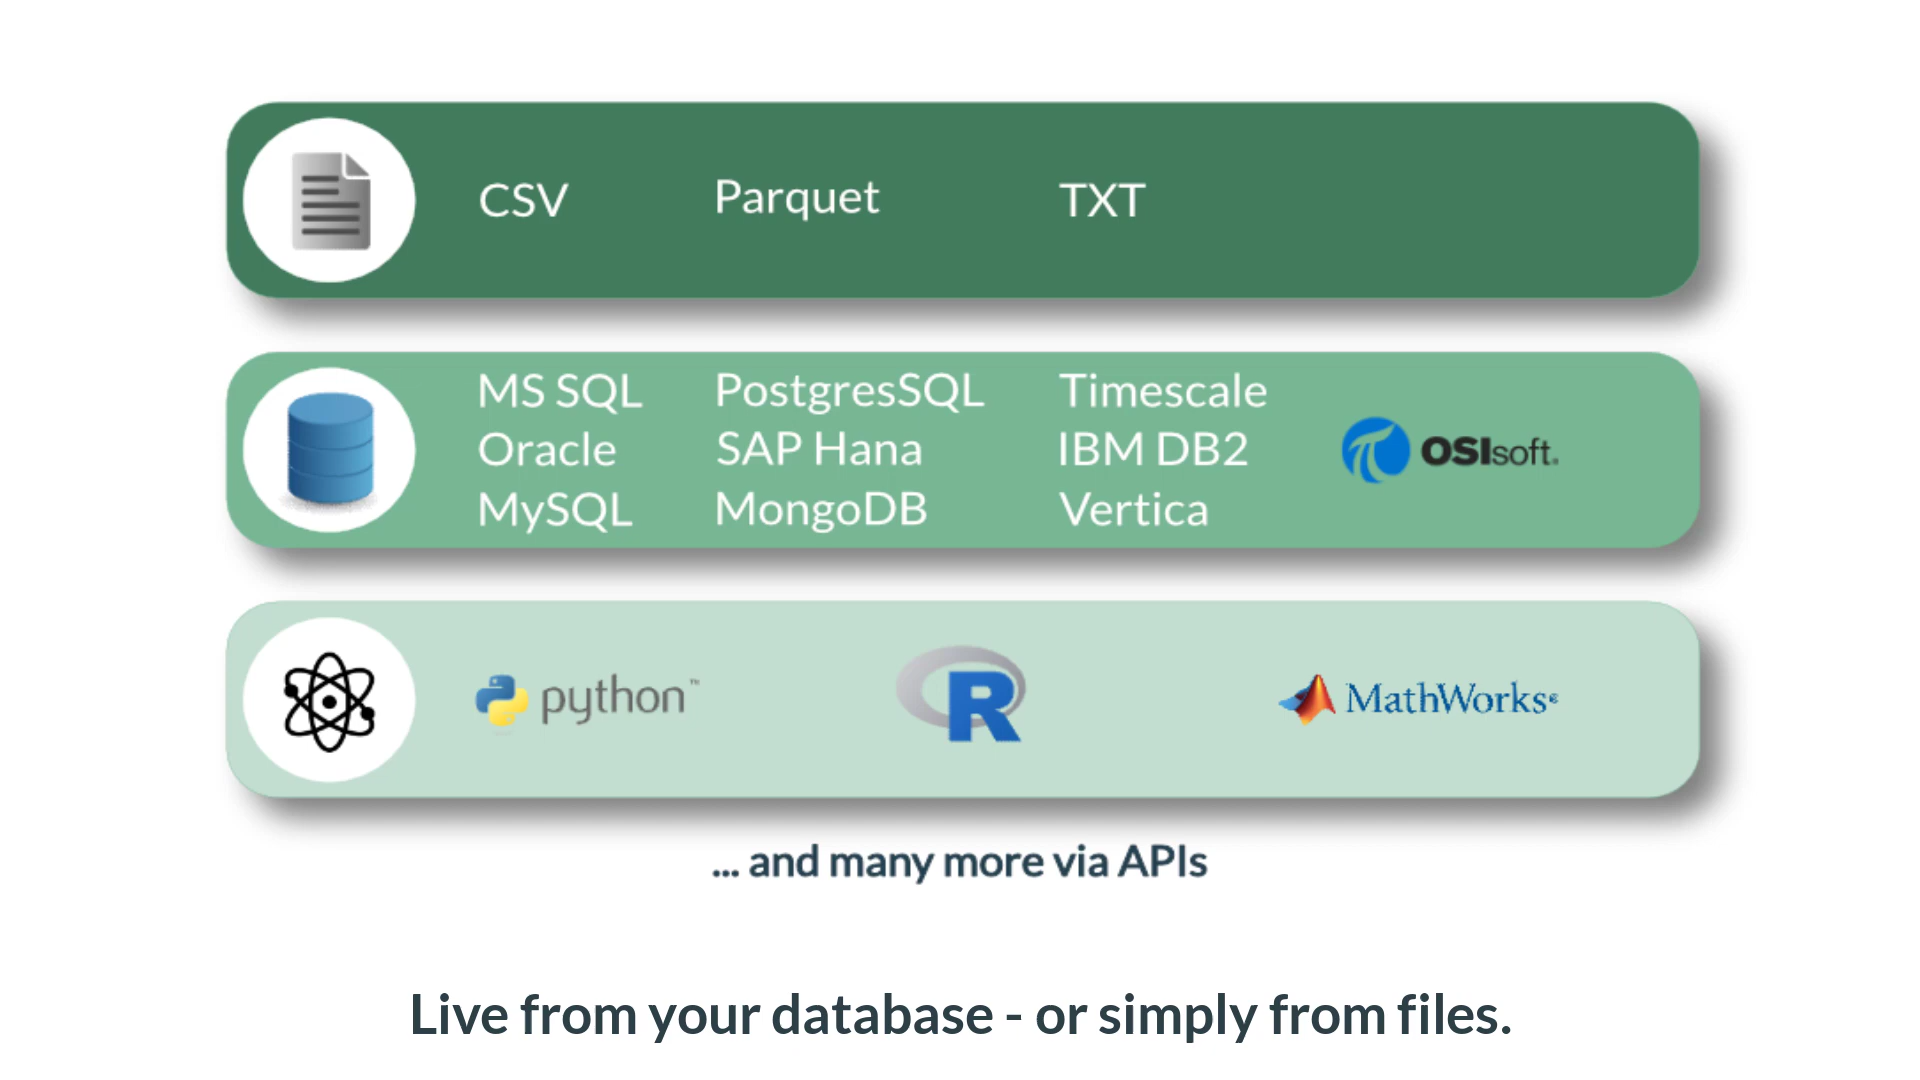 CSV Parquet TXT
MS SQL PostgresSQL Timescale
Oracle SAP Hana IBM DB2 OSIsoft.
MySQL MongoDB Vertica
python™ R MathWorks®
... and many more via APIs
Live from your database - or simply from files.